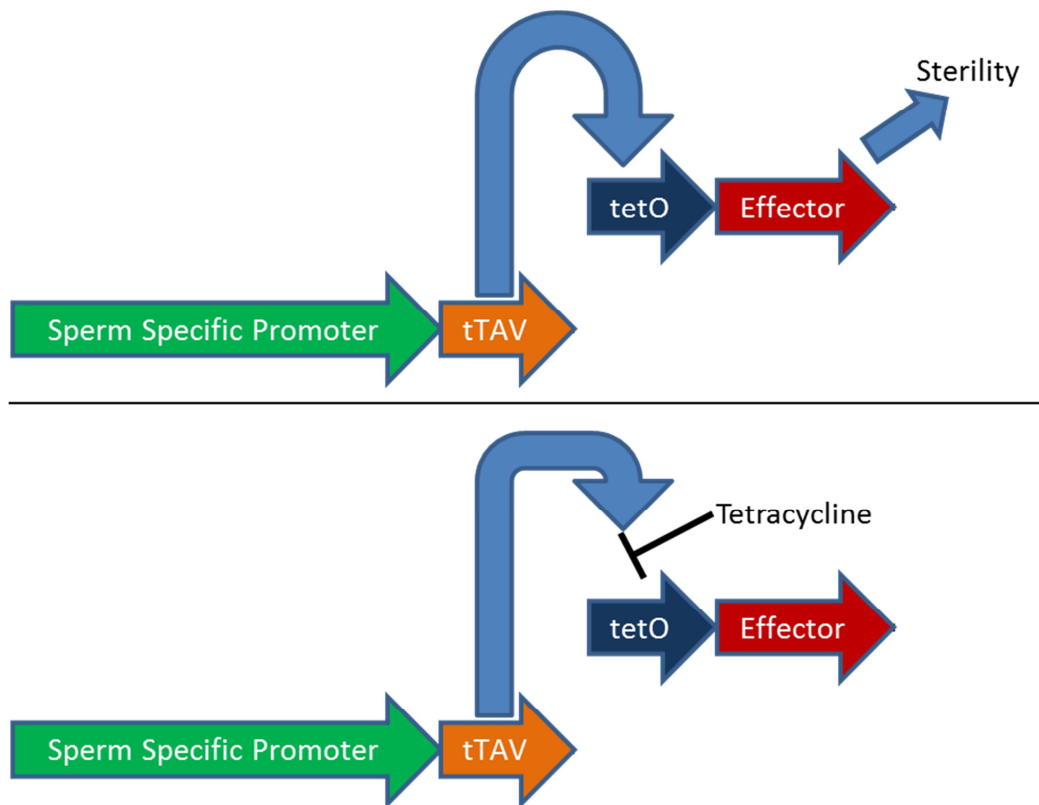 Sterility
tetO
Effector
Sperm Specific Promoter
tTAV
Tetracycline
tetO
Effector
Sperm Specific Promoter
tTAV